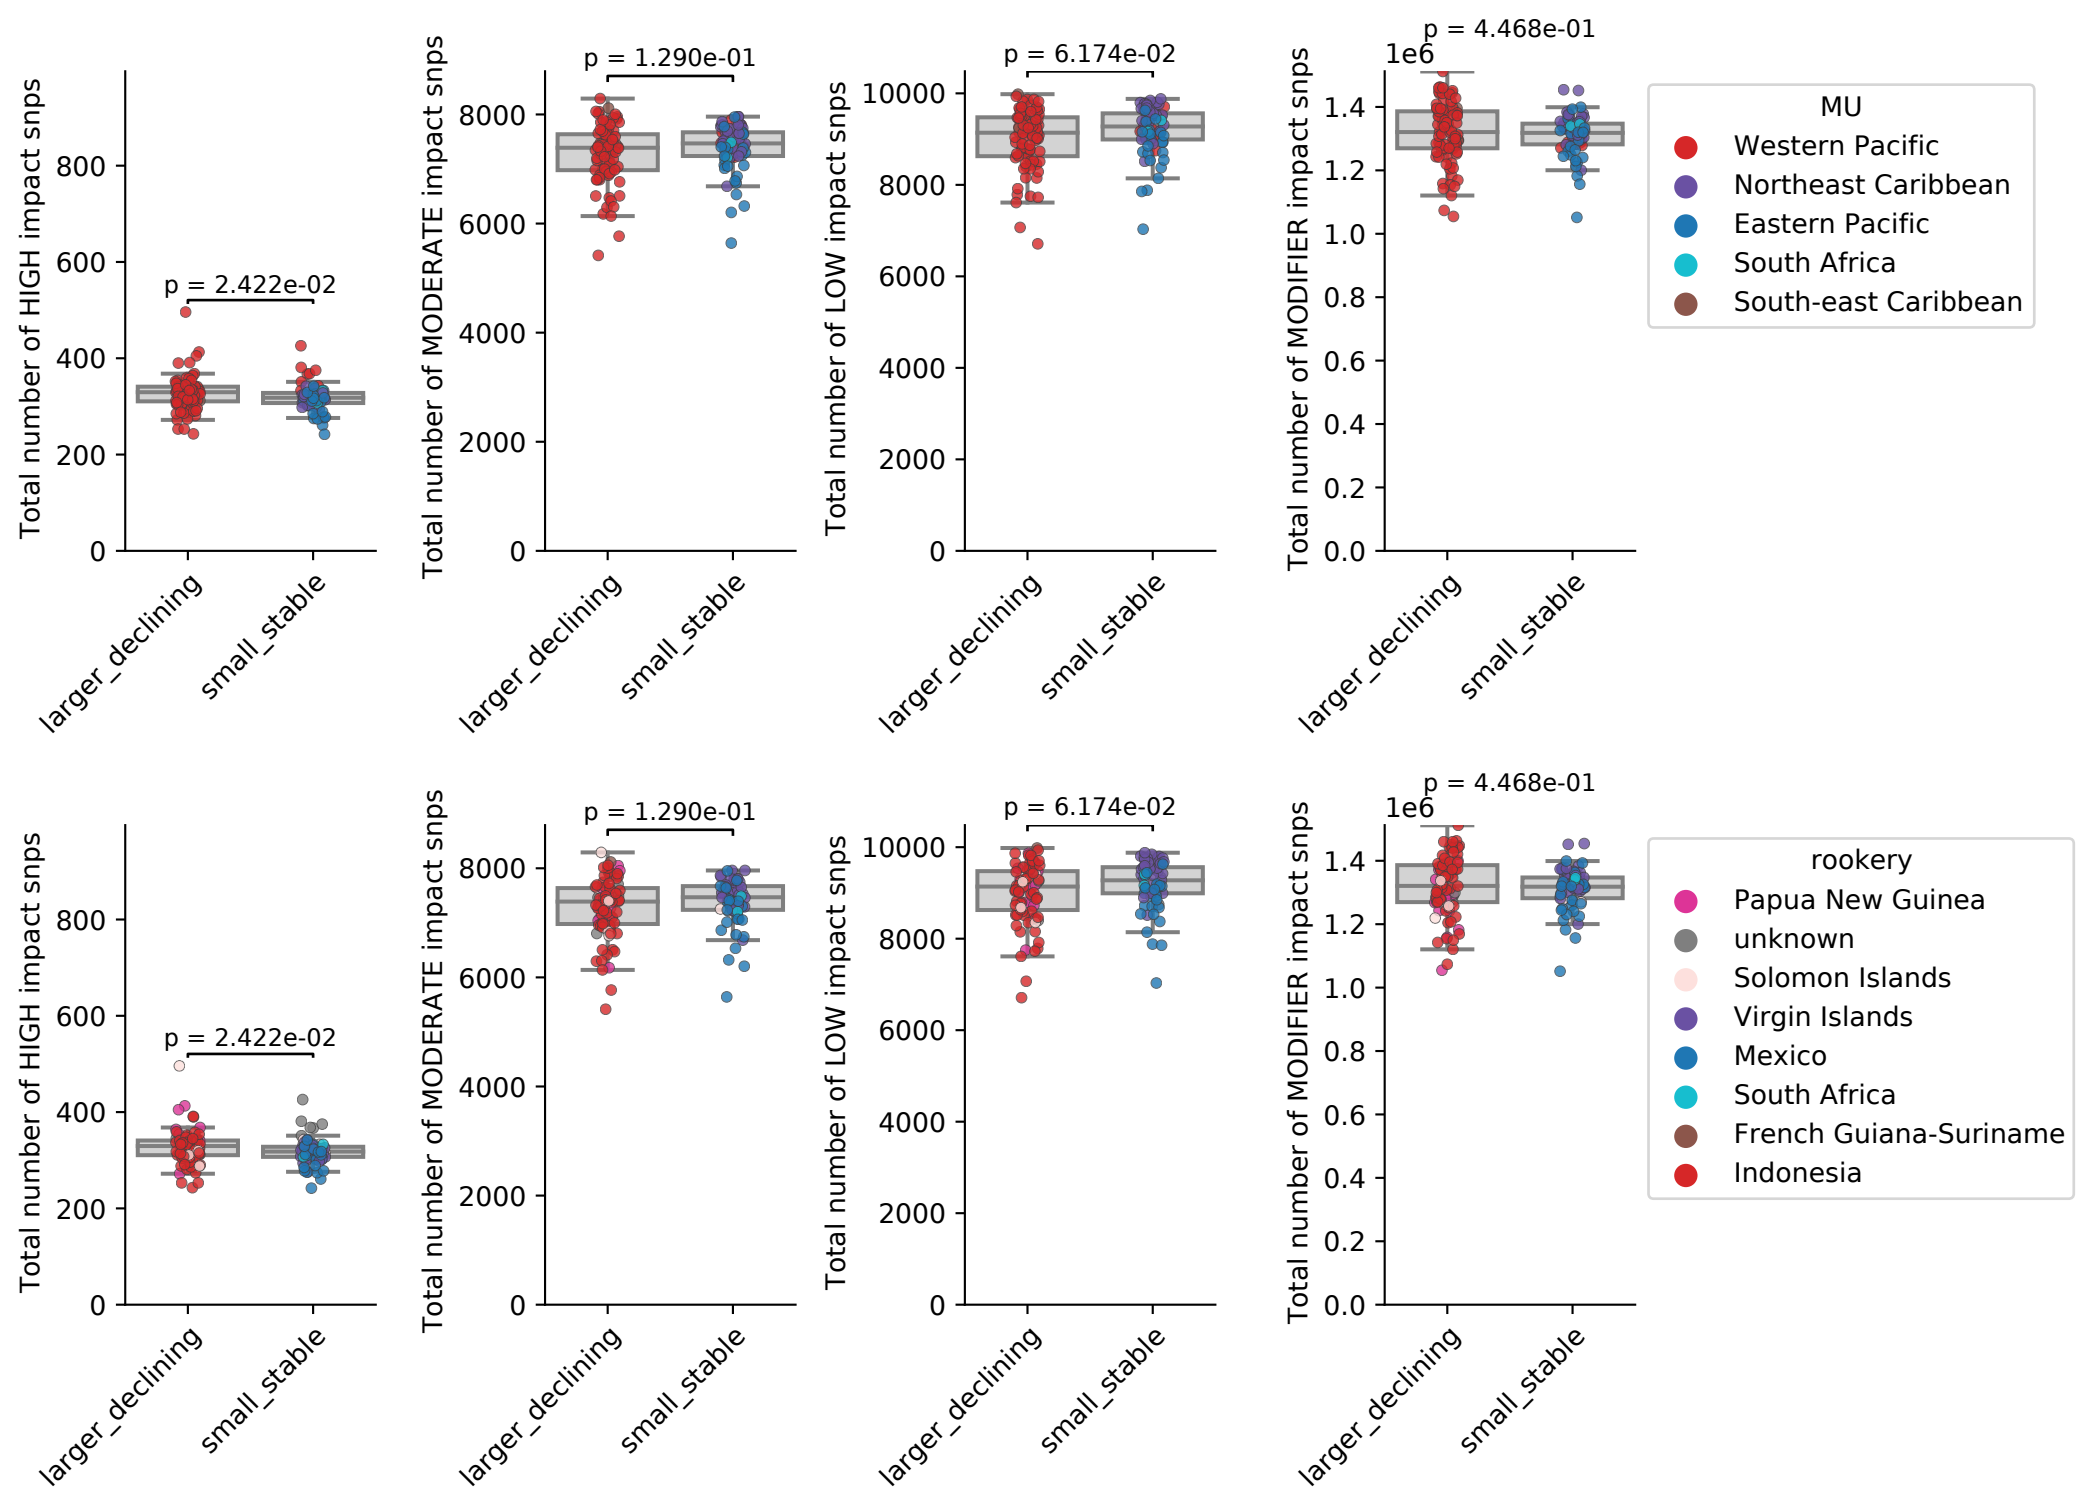 p = 2.422e-02
Total number of HIGH impact snps
800
600
400
200
0
larger_declining
small_stable
p = 1.290e-01
Total number of MODERATE impact snps
8000
6000
4000
2000
0
larger_declining
small_stable
p = 6.174e-02
Total number of LOW impact snps
10000
8000
6000
4000
2000
0
larger_declining
small_stable
p = 4.468e-01
1e6
Total number of MODIFIER impact snps
1.4
1.2
1.0
0.8
0.6
0.4
0.2
0.0
larger_declining
small_stable
MU
Western Pacific
Northeast Caribbean
Eastern Pacific
South Africa
South-east Caribbean
p = 2.422e-02
Total number of HIGH impact snps
800
600
400
200
0
larger_declining
small_stable
p = 1.290e-01
Total number of MODERATE impact snps
8000
6000
4000
2000
0
larger_declining
small_stable
p = 6.174e-02
Total number of LOW impact snps
10000
8000
6000
4000
2000
0
larger_declining
small_stable
p = 4.468e-01
1e6
Total number of MODIFIER impact snps
1.4
1.2
1.0
0.8
0.6
0.4
0.2
0.0
larger_declining
small_stable
rookery
Papua New Guinea
unknown
Solomon Islands
Virgin Islands
Mexico
South Africa
French Guiana-Suriname
Indonesia